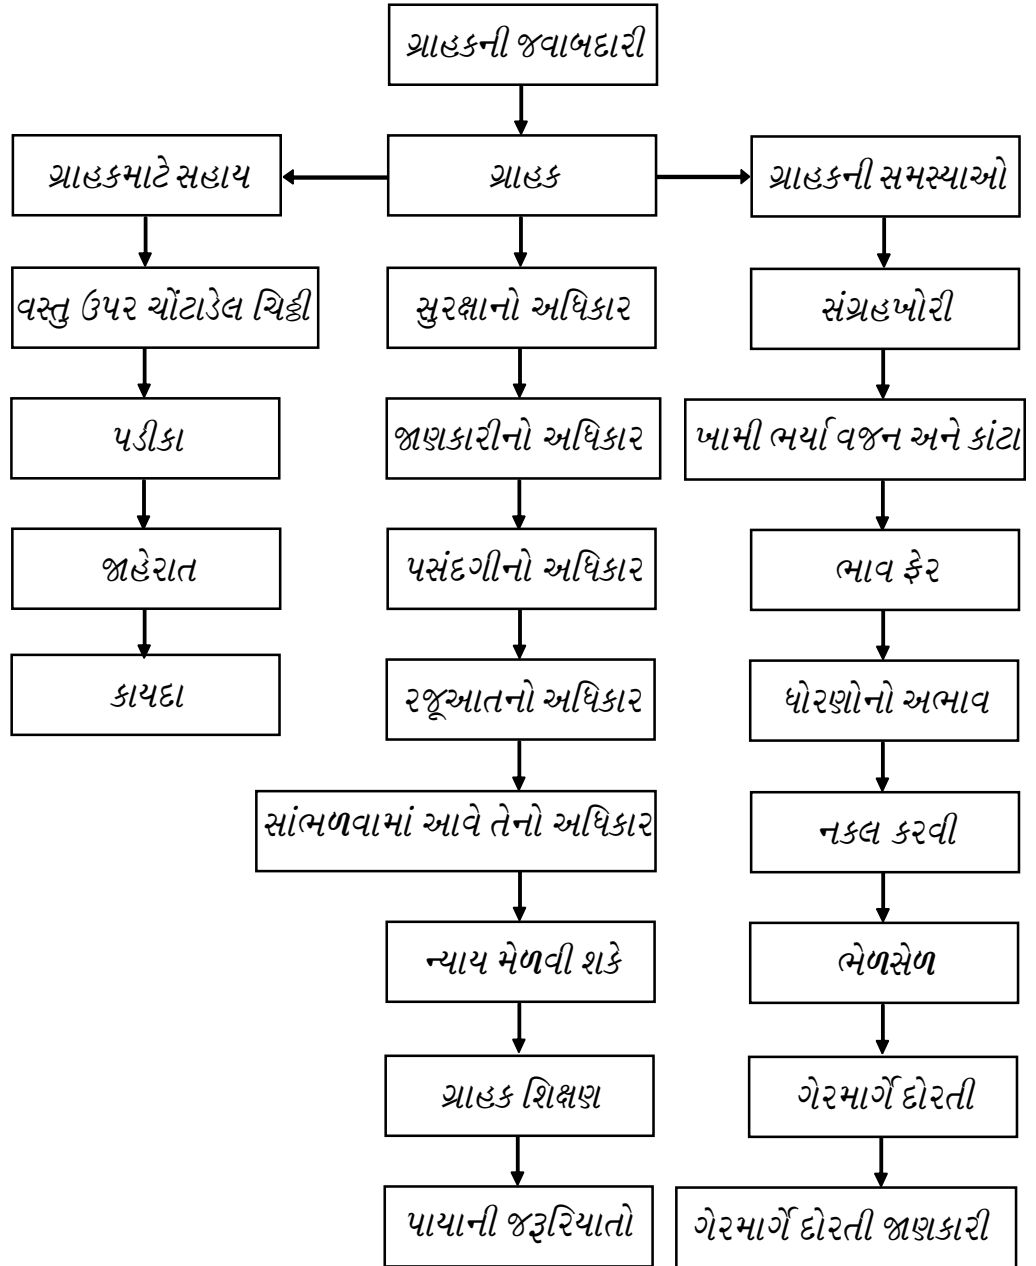 ગ્રાહકની જવાબદારી
ગ્રાહકમાટે સહાય
ગ્રાહક
ગ્રાહકની સમસ્યાઓ
વસ્તુ ઉપર ચોંટાડેલ ચિઠ્ઠી
સુરક્ષાનો અધિકાર
સંગ્રહખોરી
પડીકા
જાણકારીનો અધિકાર
ખામી ભર્યા વજન અને કાંટા
જાહેરાત
પસંદગીનો અધિકાર
ભાવ ફેર
કાયદા
રજૂઆતનો અધિકાર
ધોરણોનો અભાવ
સાંભળવામાં આવે તેનો અધિકાર
નકલ કરવી
ન્યાય મેળવી શકે
ભેળસેળ
ગ્રાહક શિક્ષણ
ગેરમાર્ગે દોરતી
પાયાની જરૂરિયાતો
ગેરમાર્ગે દોરતી જાણકારી